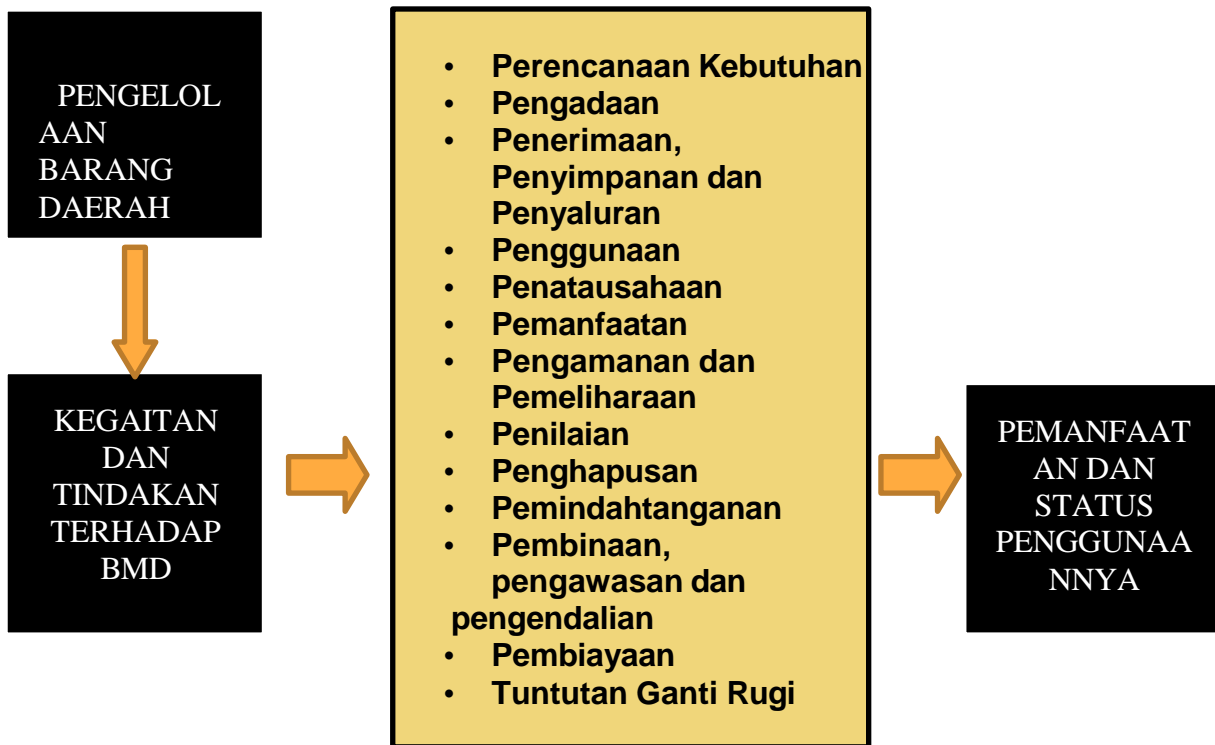 PENGELOL
AAN
BARANG
DAERAH
KEGAITAN
DAN
TINDAKAN
TERHADAP
BMD
• Perencanaan Kebutuhan
• Pengadaan
• Penerimaan,
Penyimpanan dan
Penyaluran
• Penggunaan
• Penatausahaan
• Pemanfaatan
• Pengamanan dan
Pemeliharaan
• Penilaian
• Penghapusan
• Pemindahtanganan
• Pembinaan,
pengawasan dan
pengendalian
• Pembiayaan
• Tuntutan Ganti Rugi
PEMANFAAT
AN DAN
STATUS
PENGGUNAA
NNYA